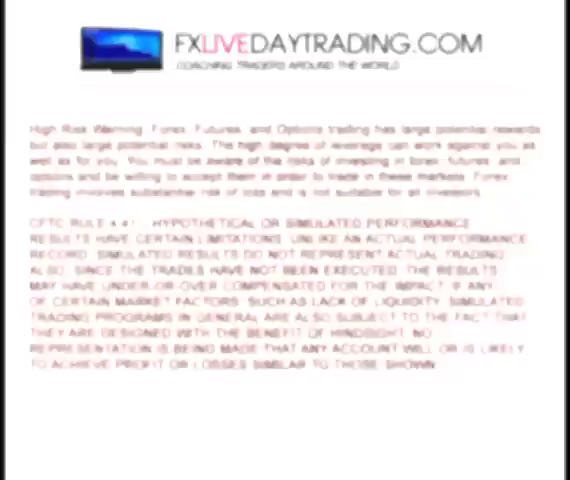 FXLIVEDAYTRADING.COM
COACHING TRADERS AROUND THE WORLD
High Risk Warning: Forex, Futures, and Options trading has large potential rewards
but also large potential risks. The high degree of leverage can work against you as
well as for you. You must be aware of the risks of investing in forex, futures, and
options and be willing to accept them in order to trade in these markets. Forex
trading involves substantial risk of loss and is not suitable for all investors.
CFTC RULE 4.41 - HYPOTHETICAL OR SIMULATED PERFORMANCE
RESULTS HAVE CERTAIN LIMITATIONS. UNLIKE AN ACTUAL PERFORMANCE
RECORD, SIMULATED RESULTS DO NOT REPRESENT ACTUAL TRADING.
ALSO, SINCE THE TRADES HAVE NOT BEEN EXECUTED, THE RESULTS
MAY HAVE UNDER-OR-OVER COMPENSATED FOR THE IMPACT, IF ANY,
OF CERTAIN MARKET FACTORS, SUCH AS LACK OF LIQUIDITY. SIMULATED
TRADING PROGRAMS IN GENERAL ARE ALSO SUBJECT TO THE FACT THAT
THEY ARE DESIGNED WITH THE BENEFIT OF HINDSIGHT. NO
REPRESENTATION IS BEING MADE THAT ANY ACCOUNT WILL OR IS LIKELY
TO ACHIEVE PROFIT OR LOSSES SIMILAR TO THOSE SHOWN.